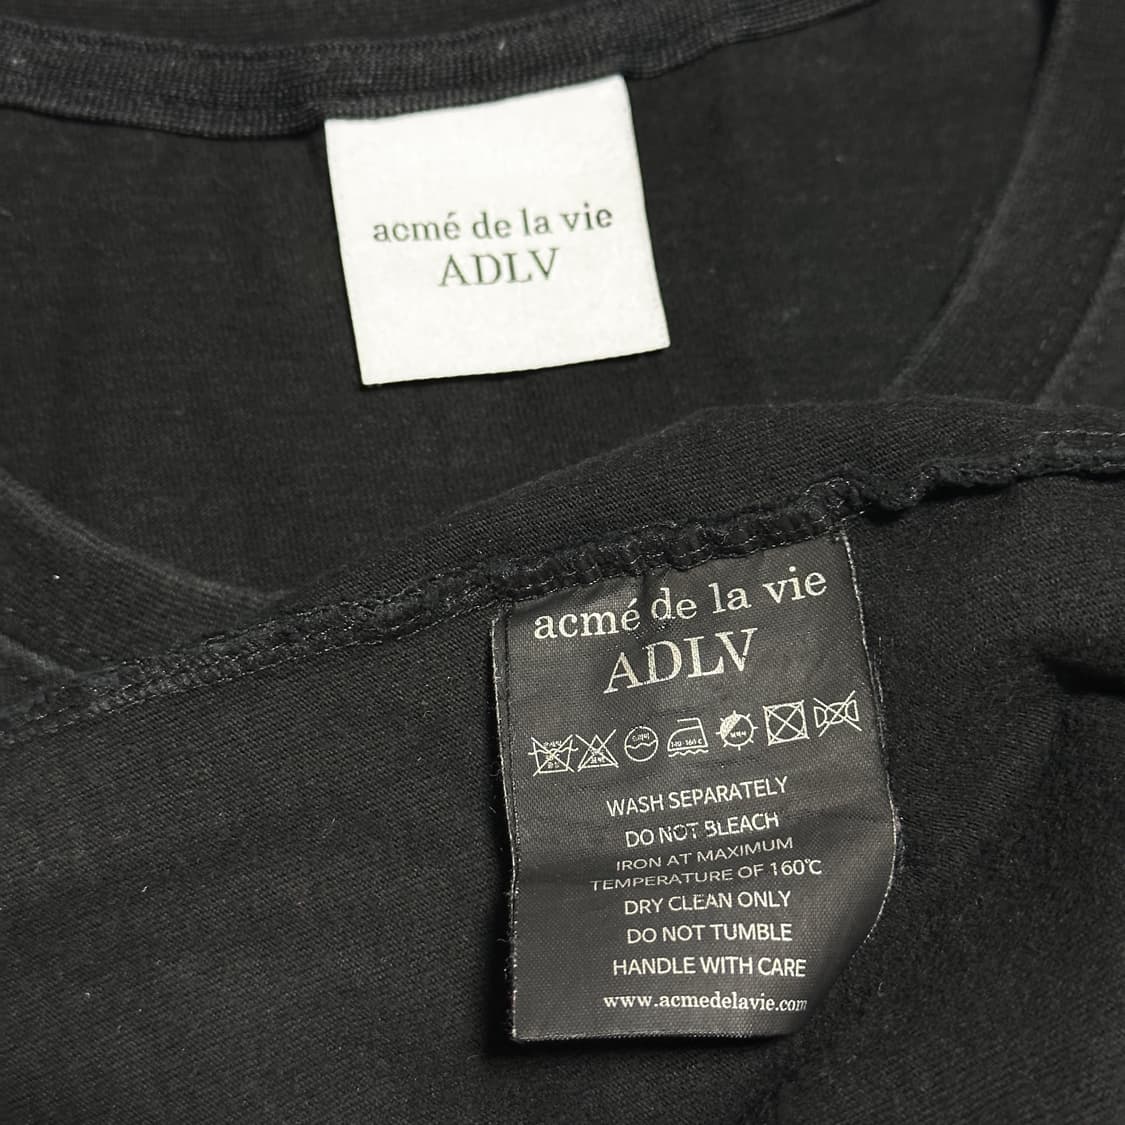 acmé de la vie
ADLV
acmé de la vie
ADLV
WASH SEPARATELY
DO NOT BLEACH
IRON AT MAXIMUM
TEMPERATURE OF 160℃
DRY CLEAN ONLY
DO NOT TUMBLE
HANDLE WITH CARE
www.acmedelavie.com